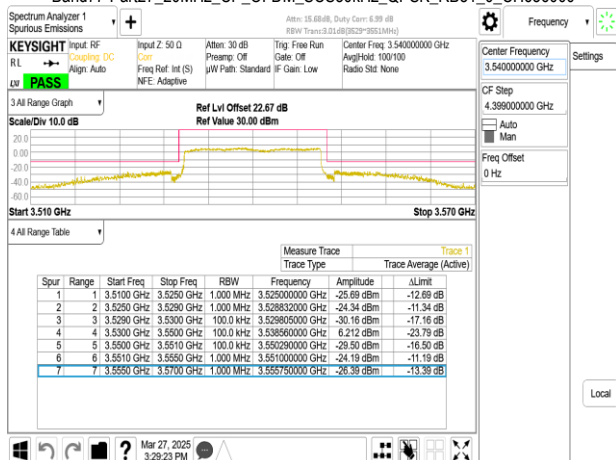 Spectrum Analyzer 1
Spurious Emissions
Attn: 15.68dB, Duty Corr: 6.99 dB
RBW Trans:3.01dB(3529~3551MHz)
Frequency
KEYSIGHT
Input: RF
Input Z: 50 Ω
Atten: 30 dB
Trig: Free Run
Center Freq: 3.540000000 GHz
RL
Coupling: DC
Corr
Preamp: Off
Gate: Off
Avg|Hold: 100/100
Align: Auto
Freq Ref: Int (S)
µW Path: Standard
IF Gain: Low
Radio Std: None
PASS
NFE: Adaptive
Center Frequency
3.540000000 GHz
Settings
CF Step
4.399000000 GHz
Auto
Man
Freq Offset
0 Hz
3 All Range Graph
Ref Lvl Offset 22.67 dB
Scale/Div 10.0 dB
Ref Value 30.00 dBm
20.0
0.00
-20.0
-40.0
-60.0
Start 3.510 GHz
Stop 3.570 GHz
4 All Range Table
Measure Trace Trace 1
Trace Type Trace Average (Active)
Spur Range Start Freq Stop Freq RBW Frequency Amplitude ΔLimit
1 1 3.5100 GHz 3.5250 GHz 1.000 MHz 3.525000000 GHz -25.69 dBm -12.69 dB
2 2 3.5250 GHz 3.5290 GHz 1.000 MHz 3.528832000 GHz -24.34 dBm -11.34 dB
3 3 3.5290 GHz 3.5300 GHz 100.0 kHz 3.529805000 GHz -30.16 dBm -17.16 dB
4 4 3.5300 GHz 3.5500 GHz 100.0 kHz 3.538560000 GHz 6.212 dBm -23.79 dB
5 5 3.5500 GHz 3.5510 GHz 100.0 kHz 3.550290000 GHz -29.50 dBm -16.50 dB
6 6 3.5510 GHz 3.5550 GHz 1.000 MHz 3.551000000 GHz -24.19 dBm -11.19 dB
7 7 3.5550 GHz 3.5700 GHz 1.000 MHz 3.555750000 GHz -26.39 dBm -13.39 dB
Local
Mar 27, 2025
3:29:23 PM